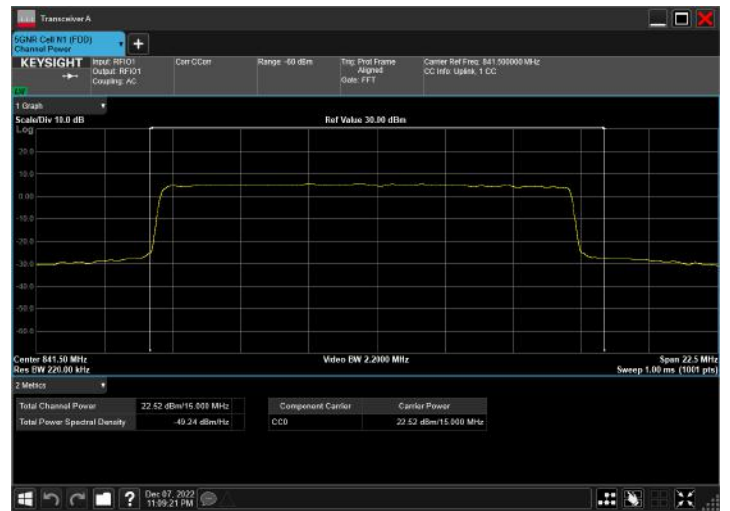 Transceiver A
5GNR Cell N1 (FDD)
Channel Power
KEYSIGHT
Input: RFIO1
Output: RFIO1
Coupling: AC
Corr CCorr
Range: -60 dBm
Trig: Prot Frame
Aligned
Gate: FFT
Carrier Ref Freq: 841.500000 MHz
CC Info: Uplink, 1 CC
1 Graph
Scale/Div 10.0 dB
Ref Value 30.00 dBm
Log
20.0
10.0
0.00
-10.0
-20.0
-30.0
-40.0
-50.0
-60.0
Center 841.50 MHz
Video BW 2.2000 MHz
Span 22.5 MHz
Res BW 220.00 kHz
Sweep 1.00 ms (1001 pts)
2 Metrics
Total Channel Power 22.52 dBm/15.000 MHz
Total Power Spectral Density -49.24 dBm/Hz
Component Carrier Carrier Power
CC0 22.52 dBm/15.000 MHz
Dec 07, 2022
11:09:21 PM